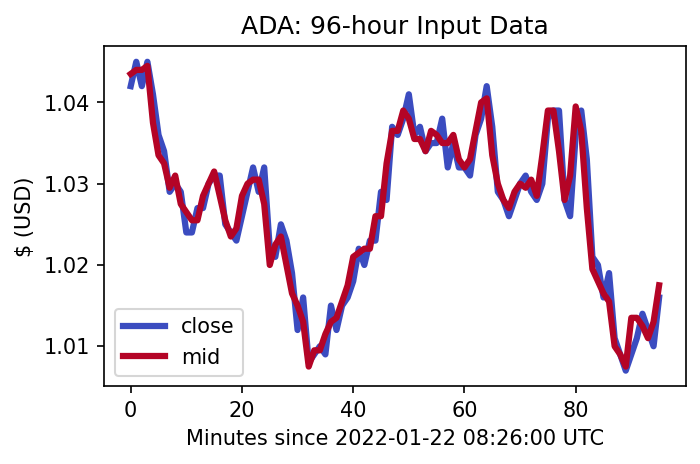 ADA: 96-hour Input Data
$ (USD)
1.04
1.03
1.02
1.01
close
mid
0
20
40
60
80
Minutes since 2022-01-22 08:26:00 UTC